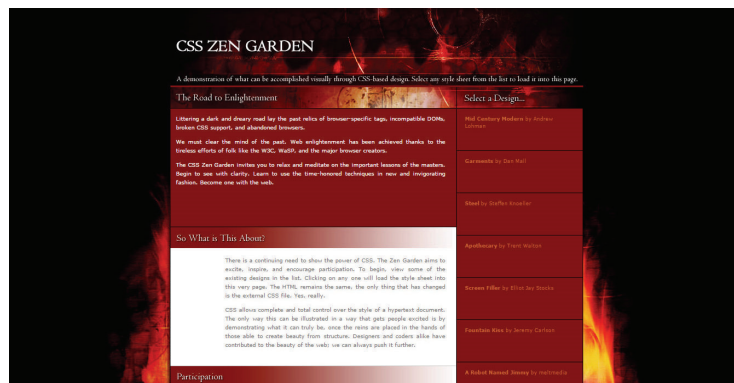 CSS ZEN GARDEN
A demonstration of what can be accomplished visually through CSS-based design. Select any style sheet from the list to load it into this page.
The Road to Enlightenment
Littering a dark and dreary road lay the past relics of browser-specific tags, incompatible DOMs,
broken CSS support, and abandoned browsers.
We must clear the mind of the past. Web enlightenment has been achieved thanks to the
tireless efforts of folk like the W3C, WaSP, and the major browser creators.
The CSS Zen Garden invites you to relax and meditate on the important lessons of the masters.
Begin to see with clarity. Learn to use the time-honored techniques in new and invigorating
fashion. Become one with the web.
So What is This About?
There is a continuing need to show the power of CSS. The Zen Garden aims to
excite, inspire, and encourage participation. To begin, view some of the
existing designs in the list. Clicking on any one will load the style sheet into
this very page. The HTML remains the same, the only thing that has changed
is the external CSS file. Yes, really.
CSS allows complete and total control over the style of a hypertext document.
The only way this can be illustrated in a way that gets people excited is by
demonstrating what it can truly be, once the reins are placed in the hands of
those able to create beauty from structure. Designers and coders alike have
contributed to the beauty of the web; we can always push it further.
Participation
Select a Design...
Mid Century Modern by Andrew
Lohman
Garments by Dan Mall
Steel by Steffen Knoeller
Apothecary by Trent Walton
Screen Filler by Elliot Jay Stocks
Fountain Kiss by Jeremy Carlson
A Robot Named Jimmy by meltmedia